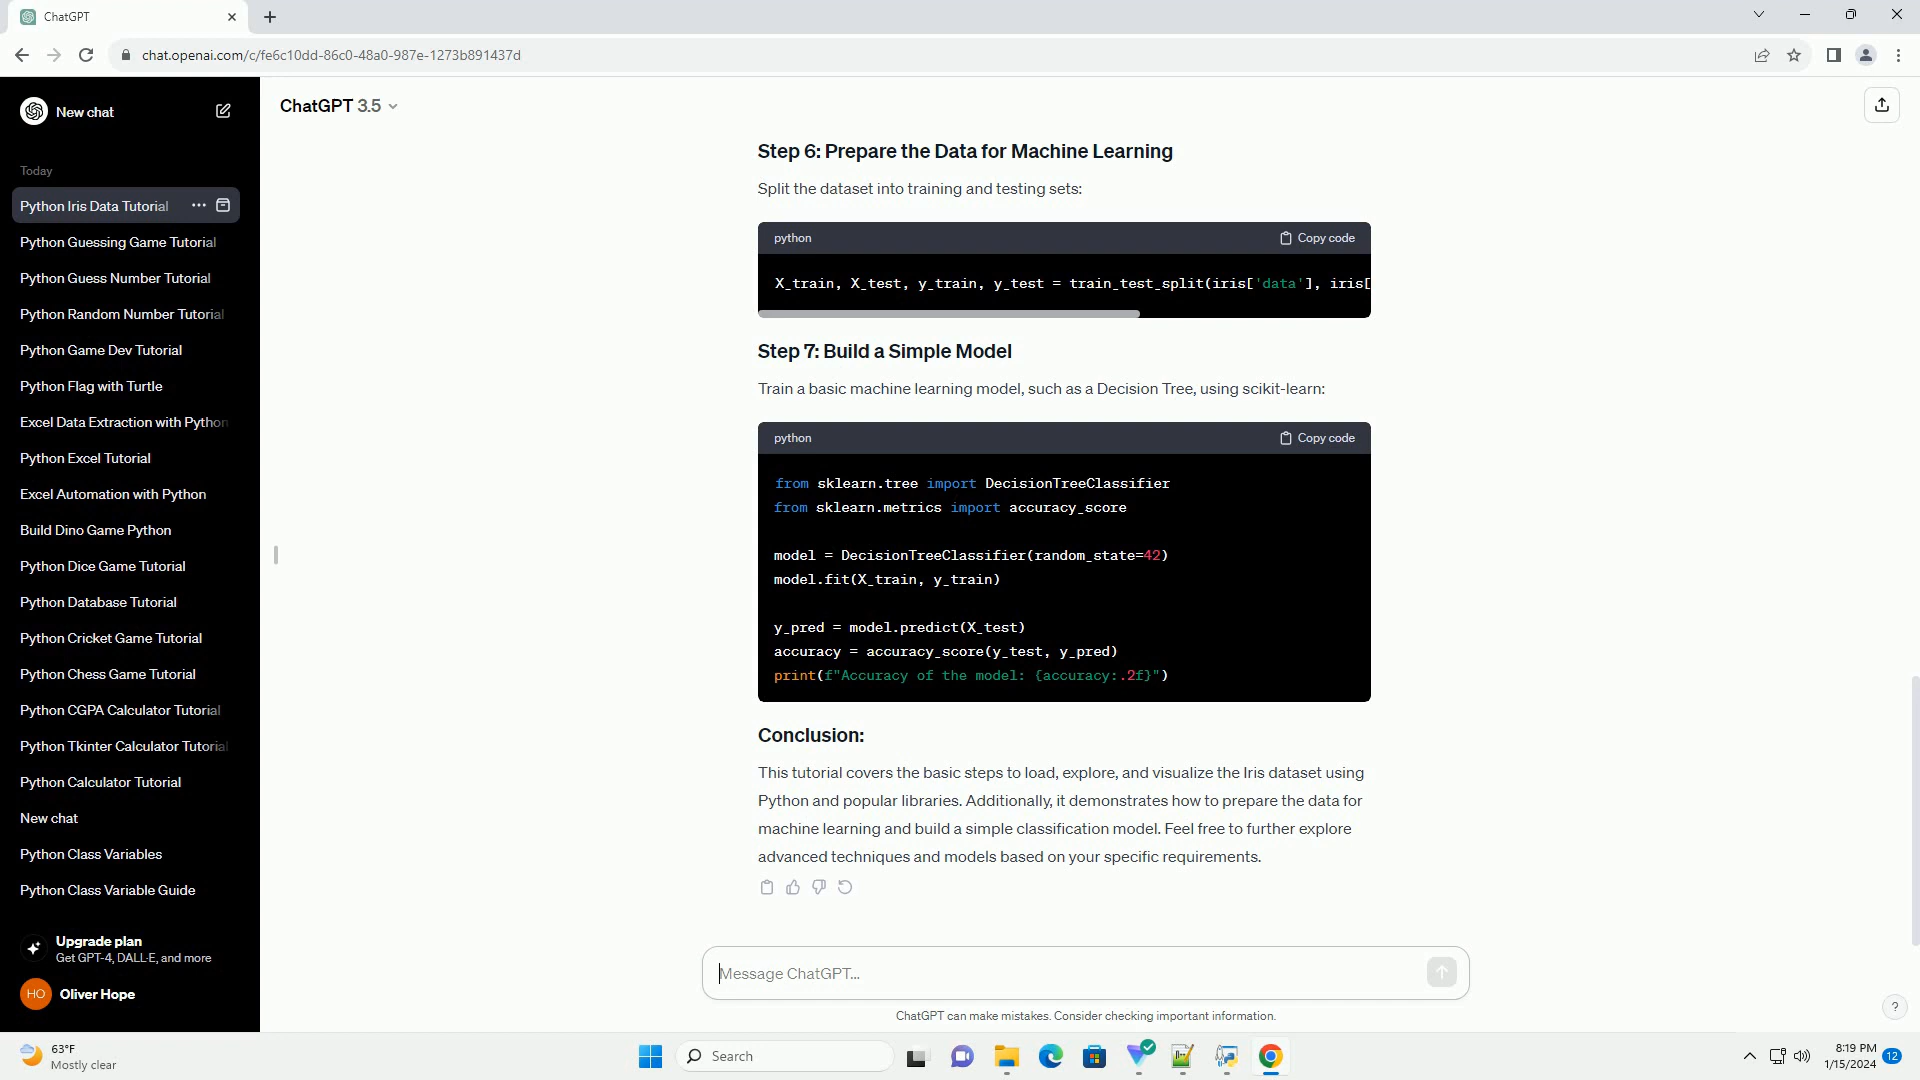 ChatGPT
chat.openai.com/c/fe6c10dd-86c0-48a0-987e-1273b891437d
New chat
Today
Python Iris Data Tutorial
Python Guessing Game Tutorial
Python Guess Number Tutorial
Python Random Number Tutorial
Python Game Dev Tutorial
Python Flag with Turtle
Excel Data Extraction with Python
Python Excel Tutorial
Excel Automation with Python
Build Dino Game Python
Python Dice Game Tutorial
Python Database Tutorial
Python Cricket Game Tutorial
Python Chess Game Tutorial
Python CGPA Calculator Tutorial
Python Tkinter Calculator Tutorial
Python Calculator Tutorial
New chat
Python Class Variables
Python Class Variable Guide
Upgrade plan
Get GPT-4, DALL·E, and more
HO Oliver Hope
ChatGPT 3.5
Step 6: Prepare the Data for Machine Learning
Split the dataset into training and testing sets:
python Copy code
X_train, X_test, y_train, y_test = train_test_split(iris['data'], iris[
Step 7: Build a Simple Model
Train a basic machine learning model, such as a Decision Tree, using scikit-learn:
python Copy code
from sklearn.tree import DecisionTreeClassifier
from sklearn.metrics import accuracy_score
model = DecisionTreeClassifier(random_state=42)
model.fit(X_train, y_train)
y_pred = model.predict(X_test)
accuracy = accuracy_score(y_test, y_pred)
print(f"Accuracy of the model: {accuracy:.2f}")
Conclusion:
This tutorial covers the basic steps to load, explore, and visualize the Iris dataset using
Python and popular libraries. Additionally, it demonstrates how to prepare the data for
machine learning and build a simple classification model. Feel free to further explore
advanced techniques and models based on your specific requirements.
Message ChatGPT...
ChatGPT can make mistakes. Consider checking important information.
?
63°F
Mostly clear
Search
8:19 PM
1/15/2024
12